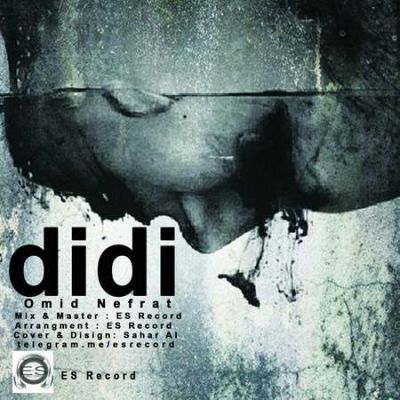 didi
Omid Nefrat
Mix & Master : ES Record
Arrangment : ES Record
Cover & Disign: Sahar Al
telegram.me/esrecord
ES
ES Record